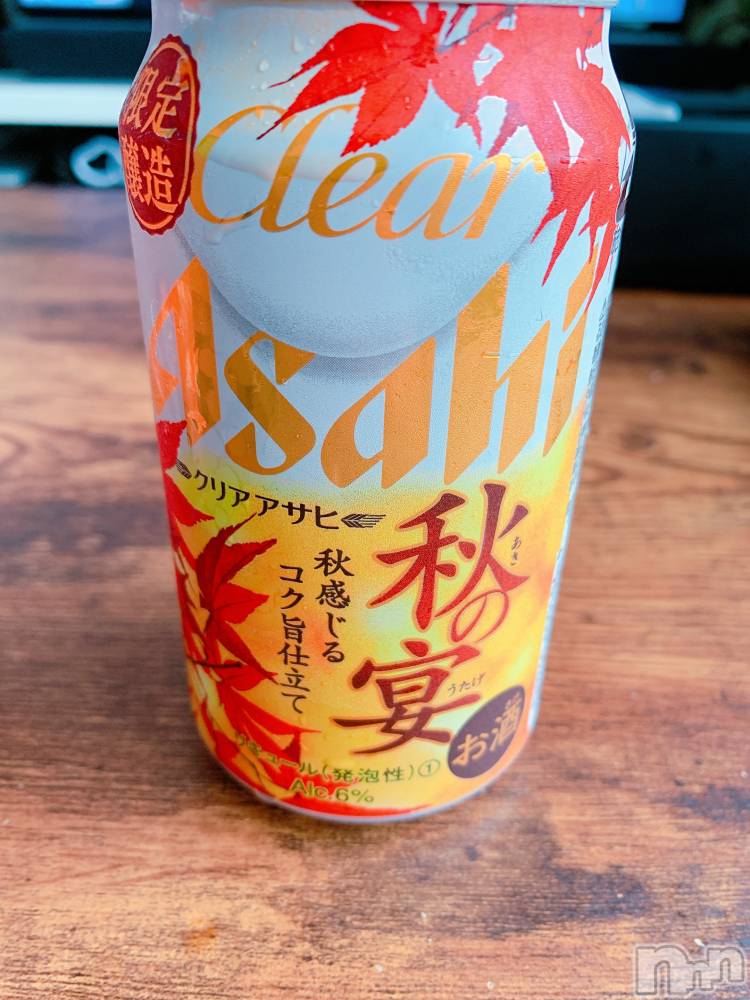 限定
醸造
Clear
Asahi
クリアアサヒ
秋の宴
あき
うたげ
秋感じる
コク旨仕立て
お酒
リキュール(発泡性)①
Alc.6%